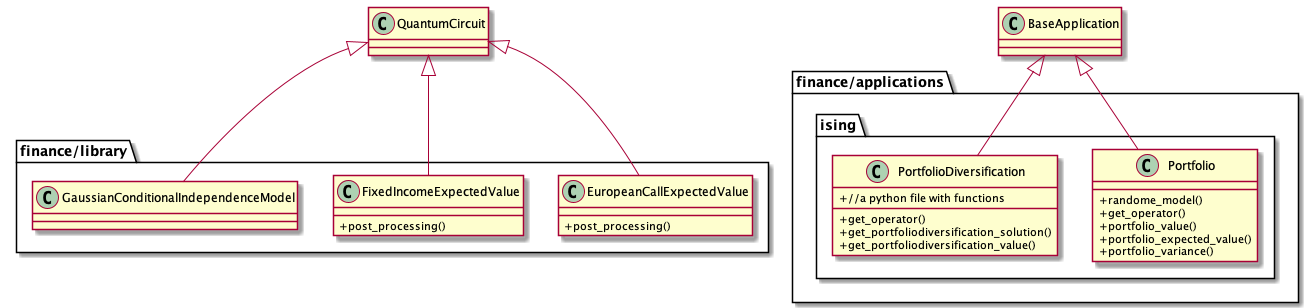 C QuantumCircuit
finance/library
C GaussianConditionalIndependenceModel
C FixedIncomeExpectedValue
+post_processing()
C EuropeanCallExpectedValue
+post_processing()
C BaseApplication
finance/applications
ising
C PortfolioDiversification
+//a python file with functions
+get_operator()
+get_portfoliodiversification_solution()
+get_portfoliodiversification_value()
C Portfolio
+randome_model()
+get_operator()
+portfolio_value()
+portfolio_expected_value()
+portfolio_variance()